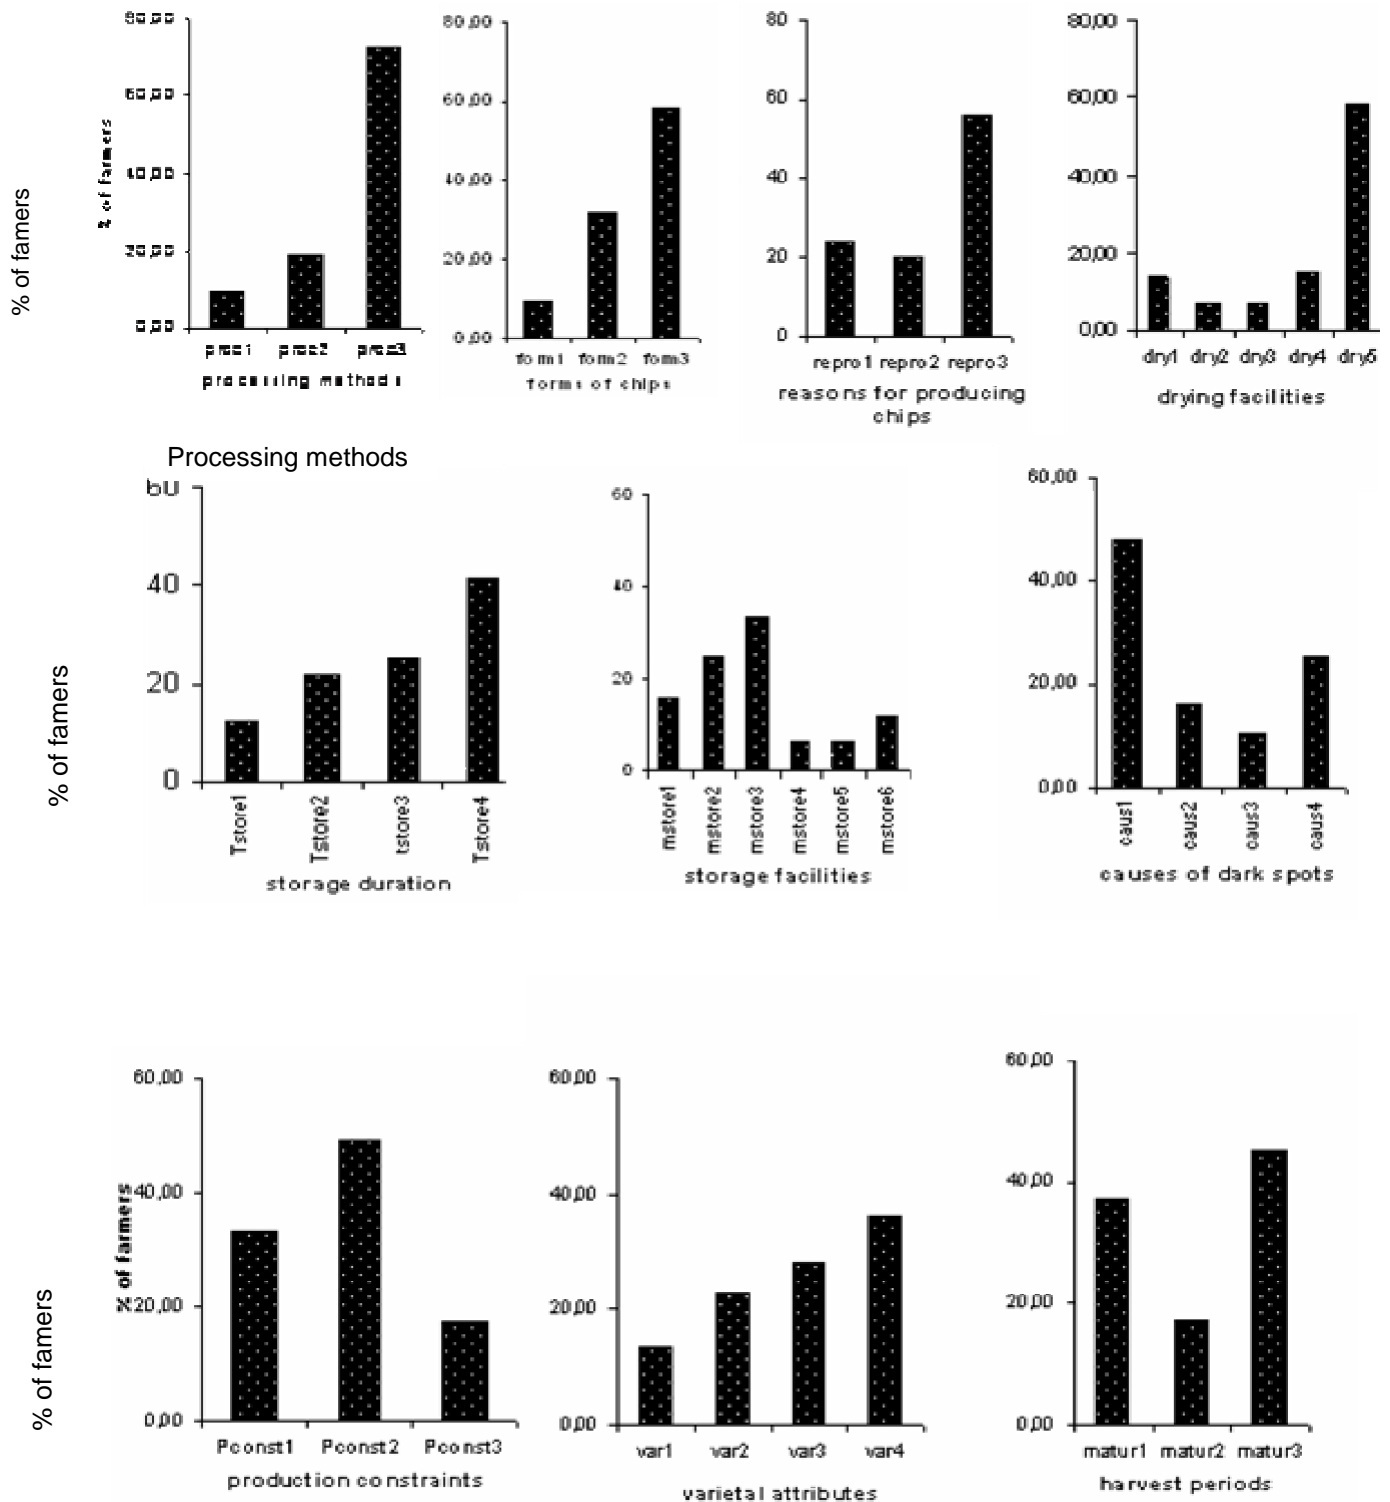 80,00
60,00
40,00
20,00
0,00
% of farmers
% of famers
proc1 proc2 proc3
processing methods
80,00
60,00
40,00
20,00
0,00
form1 form2 form3
forms of chips
80
60
40
20
0
repro1 repro2 repro3
reasons for producing
chips
80,00
60,00
40,00
20,00
0,00
dry1 dry2 dry3 dry4 dry5
drying facilities
Processing methods
60
40
20
0
% of famers
Tstore1 Tstore2 tstore3 Tstore4
storage duration
60
40
20
0
mstore1 mstore2 mstore3 mstore4 mstore5 mstore6
storage facilities
60,00
40,00
20,00
0,00
caus1 caus2 caus3 caus4
causes of dark spots
60,00
40,00
20,00
0,00
% of farmers
% of famers
Pconst1 Pconst2 Pconst3
production constraints
60,00
40,00
20,00
0,00
var1 var2 var3 var4
varietal attributes
60,00
40,00
20,00
0,00
matur1 matur2 matur3
harvest periods